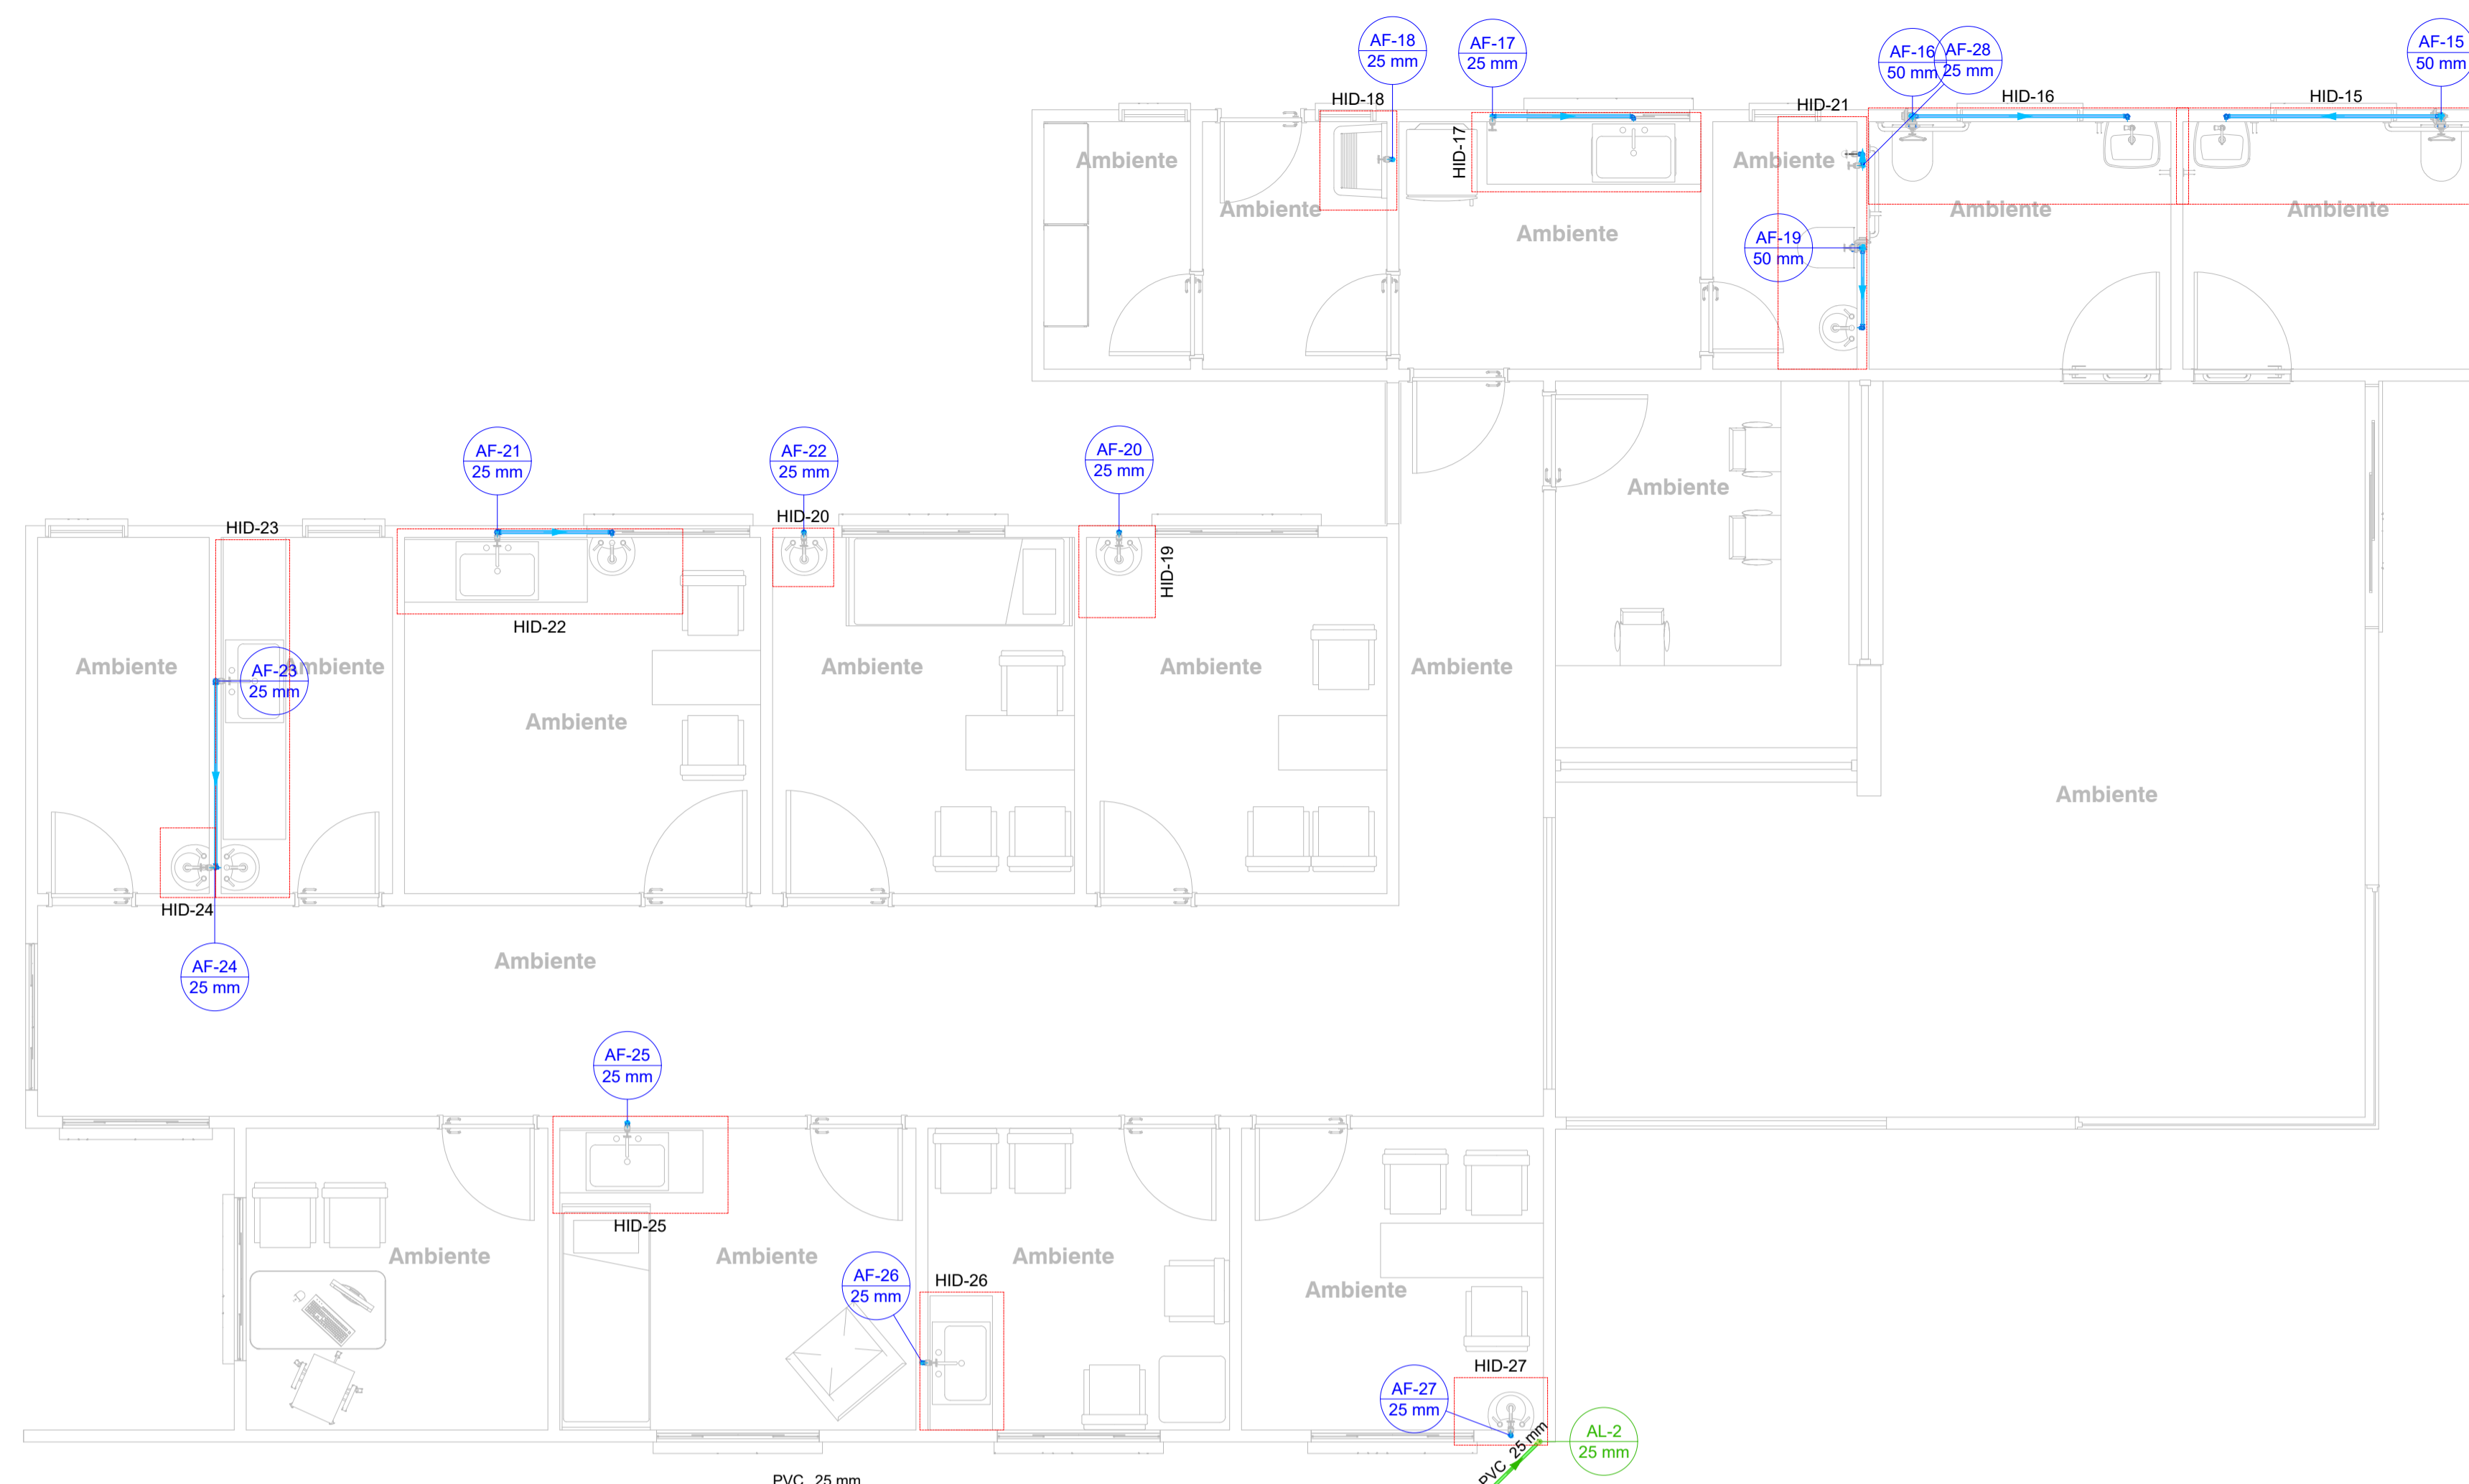 AF-18
25 mm
AF-17
25 mm
AF-16
50 mm
AF-28
25 mm
AF-15
50 mm
HID-18
HID-17
HID-21
HID-16
HID-15
Ambiente
Ambiente
Ambiente
Ambiente
Ambiente
Ambiente
AF-19
50 mm
AF-21
25 mm
AF-22
25 mm
AF-20
25 mm
Ambiente
HID-23
HID-20
HID-19
HID-22
Ambiente
Ambiente
AF-23
25 mm
Ambiente
Ambiente
Ambiente
Ambiente
Ambiente
HID-24
AF-24
25 mm
Ambiente
AF-25
25 mm
HID-25
Ambiente
Ambiente
AF-26
25 mm
HID-26
Ambiente
Ambiente
HID-27
AF-27
25 mm
AL-2
25 mm
PVC 25 mm
PVC 25 mm